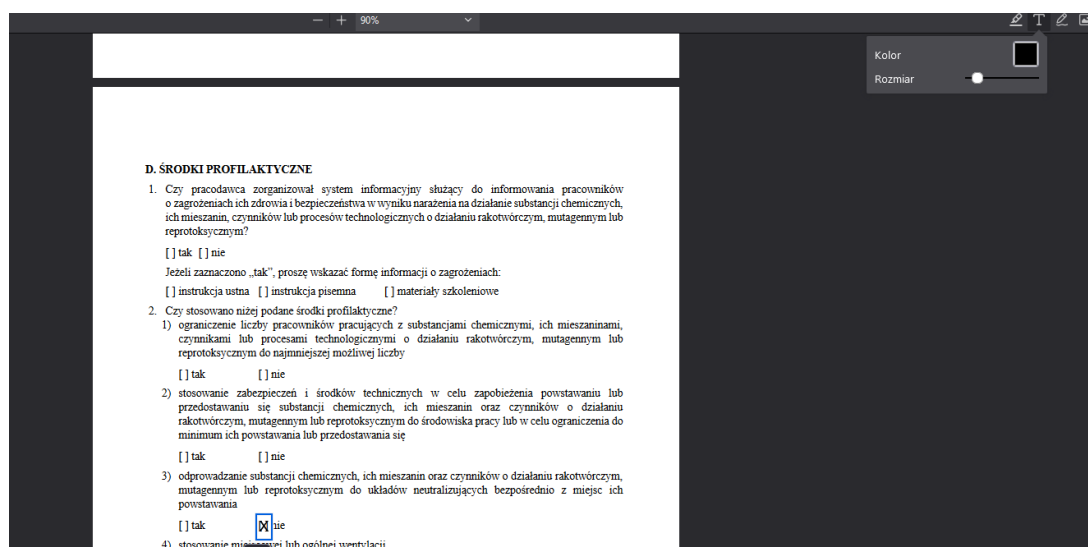 90%
T
Kolor
Rozmiar
D. ŚRODKI PROFILAKTYCZNE
1. Czy pracodawca zorganizował system informacyjny służący do informowania pracowników
o zagrożeniach ich zdrowia i bezpieczeństwa w wyniku narażenia na działanie substancji chemicznych,
ich mieszanin, czynników lub procesów technologicznych o działaniu rakotwórczym, mutagennym lub
reprotoksycznym?
[ ] tak [ ] nie
Jeżeli zaznaczono „tak”, proszę wskazać formę informacji o zagrożeniach:
[ ] instrukcja ustna [ ] instrukcja pisemna [ ] materiały szkoleniowe
2. Czy stosowano niżej podane środki profilaktyczne?
1) ograniczenie liczby pracowników pracujących z substancjami chemicznymi, ich mieszaninami,
czynnikami lub procesami technologicznymi o działaniu rakotwórczym, mutagennym lub
reprotoksycznym do najmniejszej możliwej liczby
[ ] tak [ ] nie
2) stosowanie zabezpieczeń i środków technicznych w celu zapobieżenia powstawaniu lub
przedostawaniu się substancji chemicznych, ich mieszanin oraz czynników o działaniu
rakotwórczym, mutagennym lub reprotoksycznym do środowiska pracy lub w celu ograniczenia do
minimum ich powstawania lub przedostawania się
[ ] tak [ ] nie
3) odprowadzanie substancji chemicznych, ich mieszanin oraz czynników o działaniu rakotwórczym,
mutagennym lub reprotoksycznym do układów neutralizujących bezpośrednio z miejsc ich
powstawania
[ ] tak [X] nie
4) stosowanie miejscowej lub ogólnej wentylacji